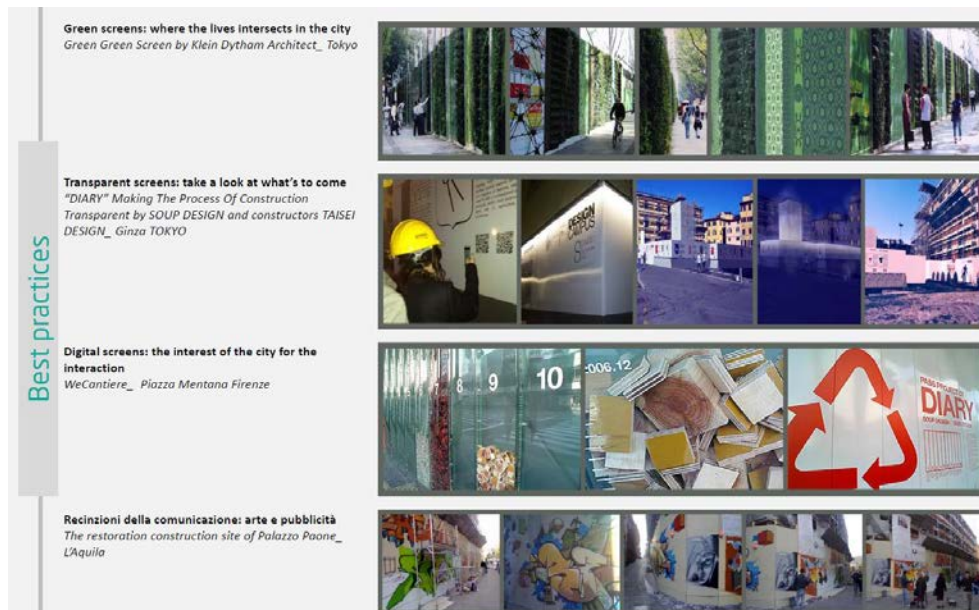 Green screens: where the lives intersects in the city
Green Green Screen by Klein Dytham Architect_ Tokyo
Best practices
Transparent screens: take a look at what's to come
"DIARY" Making The Process Of Construction
Transparent by SOUP DESIGN and constructors TAISEI
DESIGN_ Ginza TOKYO
DESIGN
CAMPUS
Digital screens: the interest of the city for the
interaction
WeCantiere_ Piazza Mentana Firenze
7 8 9 10
006.12
DIARY
Recinzioni della comunicazione: arte e pubblicità
The restoration construction site of Palazzo Paone_
L'Aquila